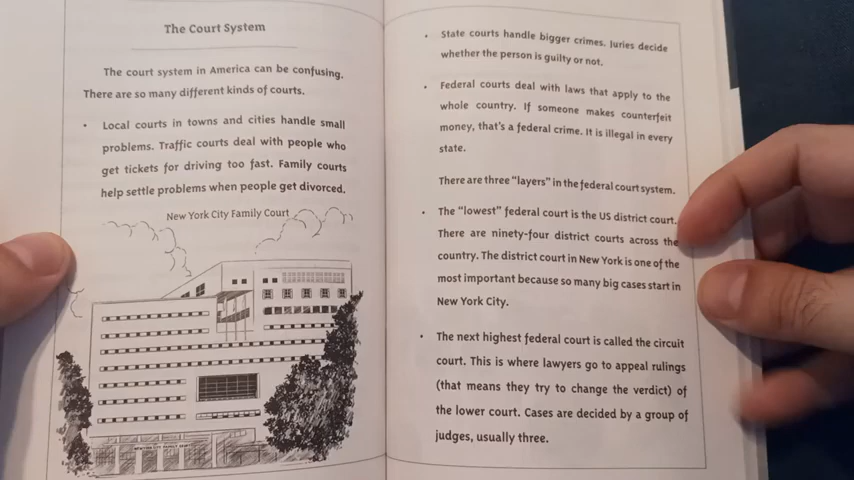 The Court System
The court system in America can be confusing.
There are so many different kinds of courts.
• Local courts in towns and cities handle small
problems. Traffic courts deal with people who
get tickets for driving too fast. Family courts
help settle problems when people get divorced.
New York City Family Court
• State courts handle bigger crimes. Juries decide
whether the person is guilty or not.
• Federal courts deal with laws that apply to the
whole country. If someone makes counterfeit
money, that's a federal crime. It is illegal in every
state.
There are three "layers" in the federal court system.
• The "lowest" federal court is the US district court.
There are ninety-four district courts across the
country. The district court in New York is one of the
most important because so many big cases start in
New York City.
• The next highest federal court is called the circuit
court. This is where lawyers go to appeal rulings
(that means they try to change the verdict) of
the lower court. Cases are decided by a group of
judges, usually three.